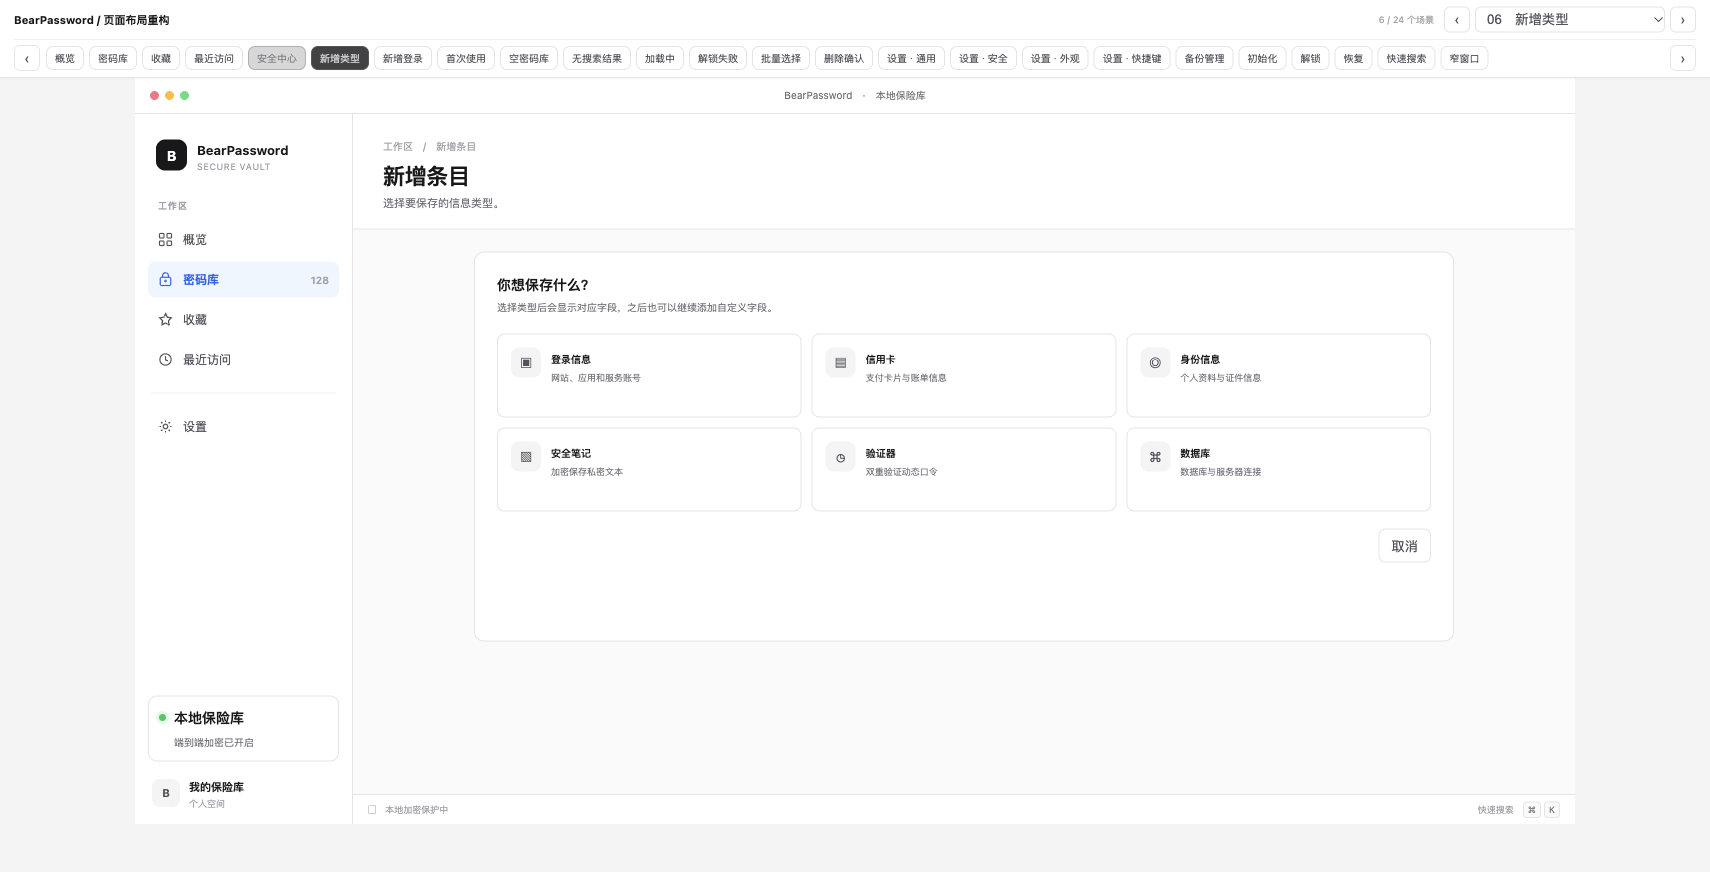 BearPassword / 页面布局重构
6 / 24 个场景
‹
06 新增类型
›
‹
概览
密码库
收藏
最近访问
安全中心
新增类型
新增登录
首次使用
空密码库
无搜索结果
加载中
解锁失败
批量选择
删除确认
设置 · 通用
设置 · 安全
设置 · 外观
设置 · 快捷键
备份管理
初始化
解锁
恢复
快速搜索
窄窗口
›
BearPassword · 本地保险库
B
BearPassword
SECURE VAULT
工作区
概览
密码库 128
收藏
最近访问
设置
本地保险库
端到端加密已开启
B
我的保险库
个人空间
工作区 / 新增条目
新增条目
选择要保存的信息类型。
你想保存什么?
选择类型后会显示对应字段，之后也可以继续添加自定义字段。
登录信息
网站、应用和服务账号
信用卡
支付卡片与账单信息
身份信息
个人资料与证件信息
安全笔记
加密保存私密文本
验证器
双重验证动态口令
⌘
数据库
数据库与服务器连接
取消
本地加密保护中
快速搜索 ⌘ K